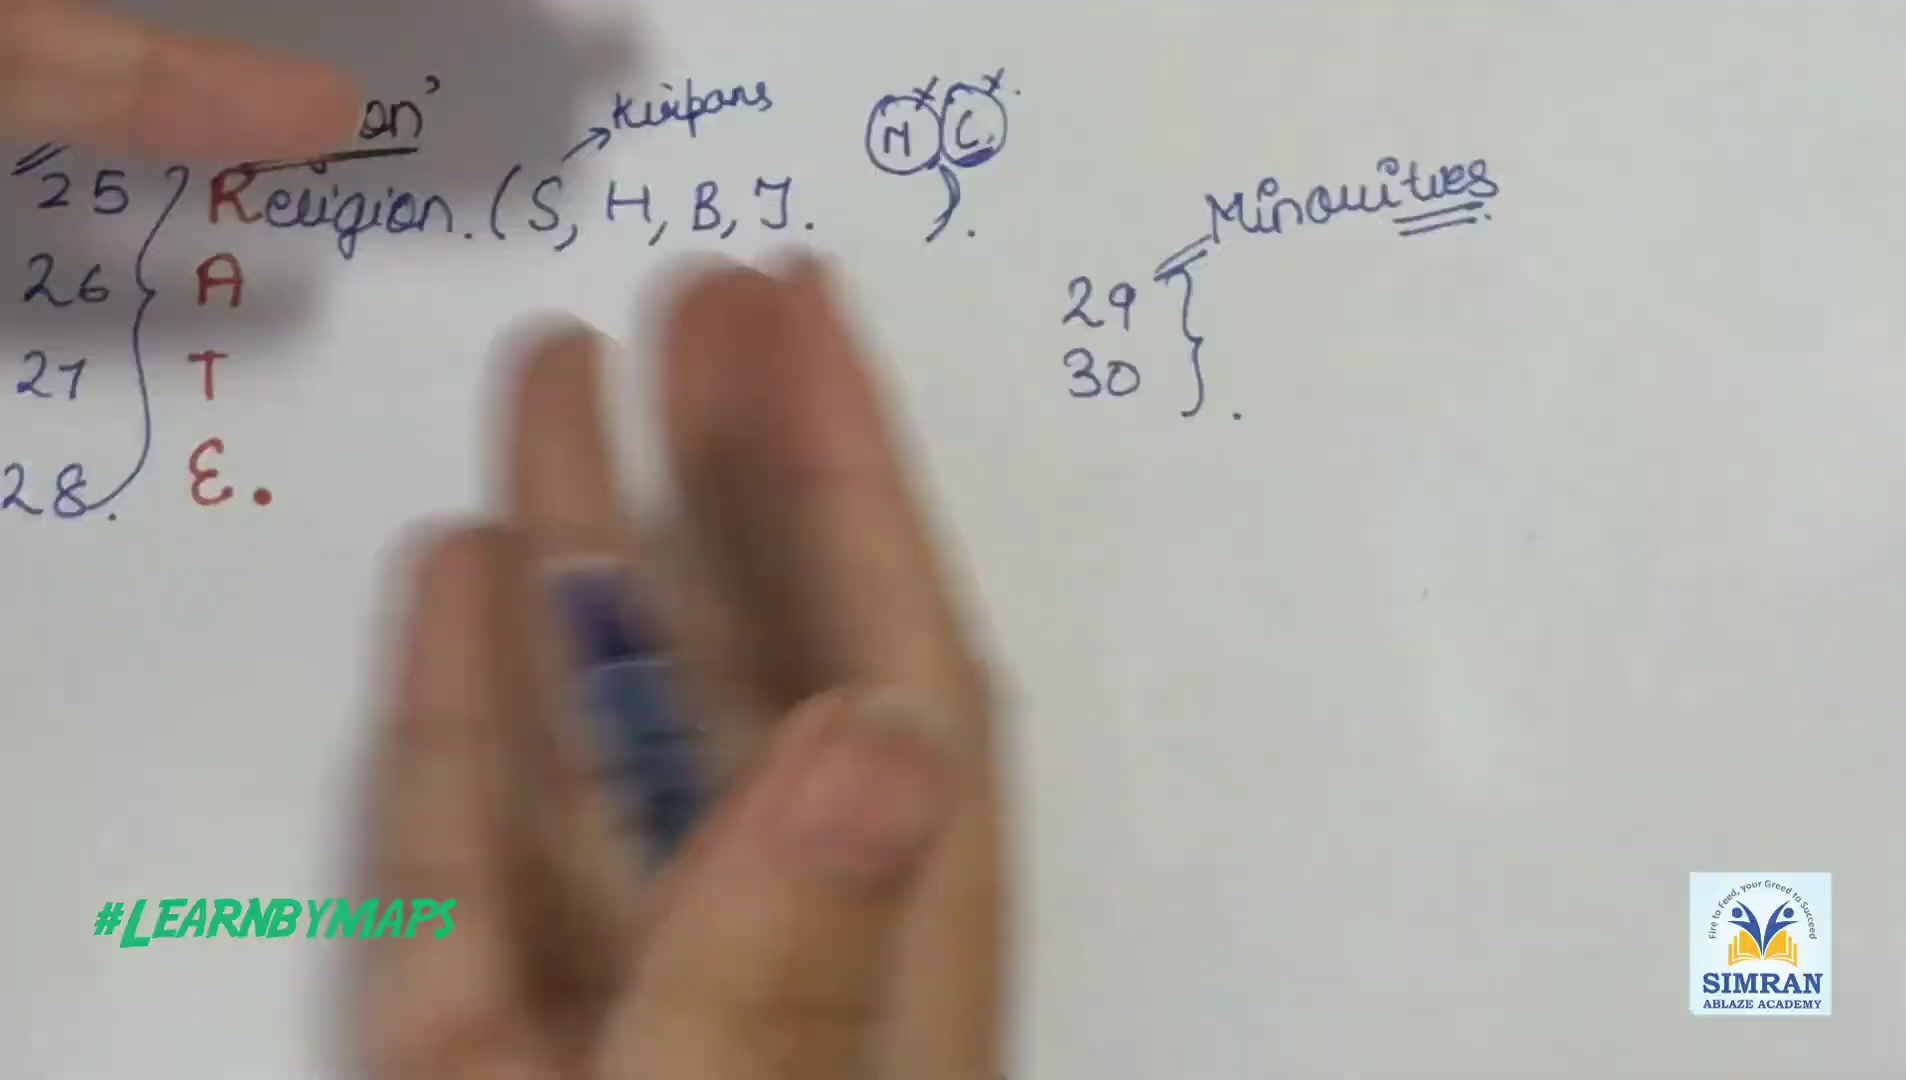 on'
Kirpans
M C.
25 Religion. (S, H, B, J. ).
Minorities.
26 A
29
27 T
30
28. E.
#LEARNBYMAPS
Fire to Feed, your Greed to Succeed
SIMRAN
ABLAZE ACADEMY